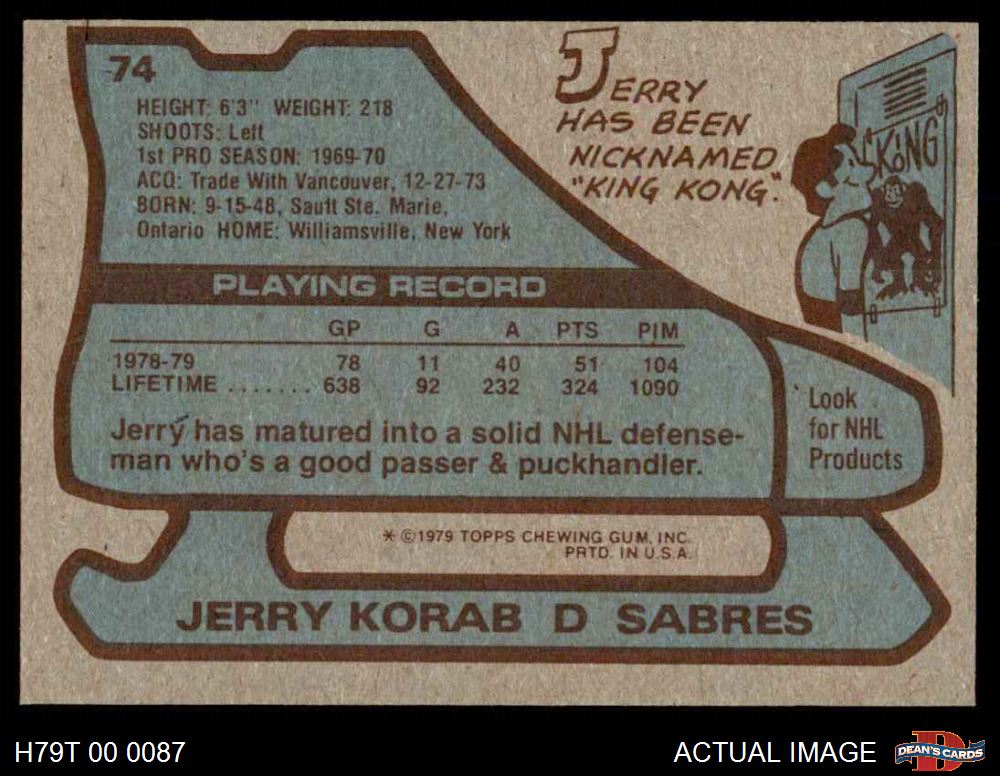 74
HEIGHT: 6'3" WEIGHT: 218
SHOOTS: Left
1st PRO SEASON: 1969-70
ACQ: Trade With Vancouver, 12-27-73
BORN: 9-15-48, Sault Ste. Marie,
Ontario HOME: Williamsville, New York
JERRY
HAS BEEN
NICKNAMED
"KING KONG".
"KONG"
PLAYING RECORD
GP G A PTS PIM
1978-79 78 11 40 51 104
LIFETIME ....... 638 92 232 324 1090
Jerry has matured into a solid NHL defense-
man who's a good passer & puckhandler.
Look
for NHL
Products
* ©1979 TOPPS CHEWING GUM, INC.
PRTD. IN U.S.A.
JERRY KORAB D SABRES
H79T 00 0087
ACTUAL IMAGE
D
DEAN'S CARDS